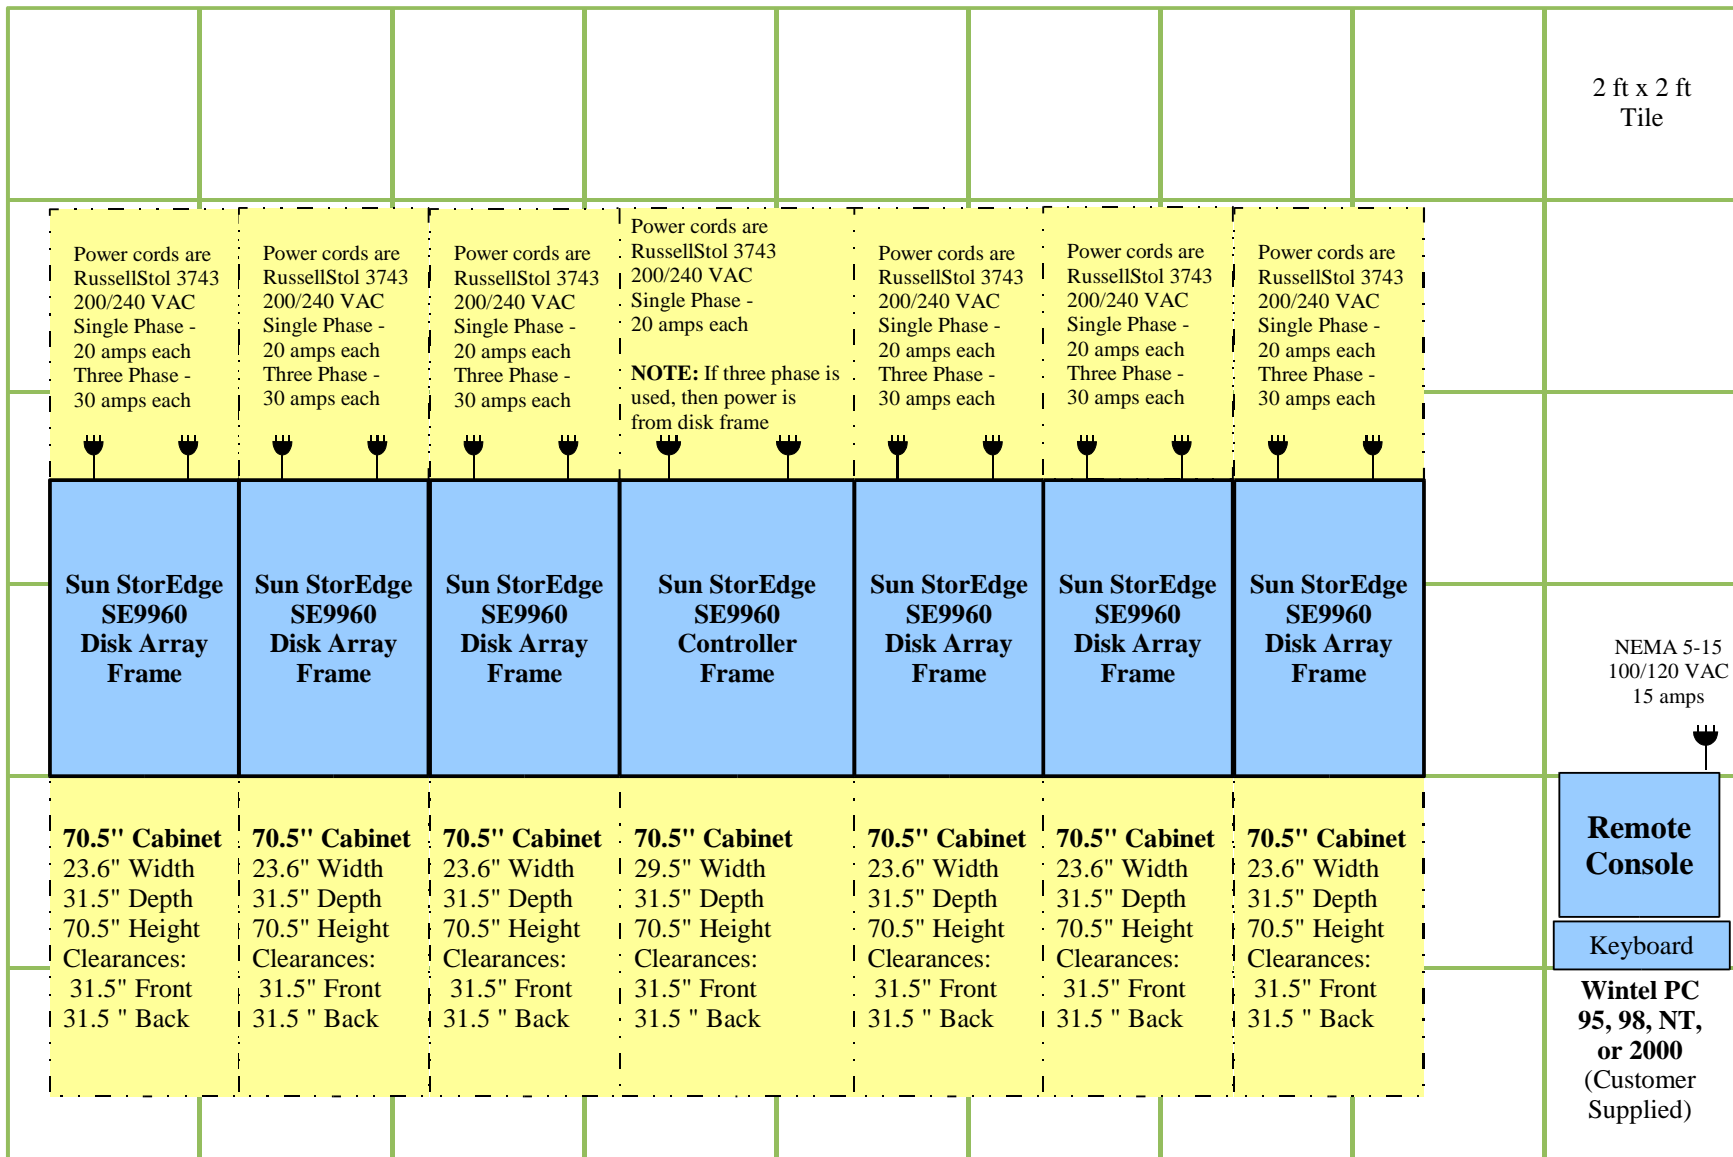 2 ft x 2 ft
Tile
Power cords are
RussellStol 3743
200/240 VAC
Single Phase -
20 amps each
Three Phase -
30 amps each
Power cords are
RussellStol 3743
200/240 VAC
Single Phase -
20 amps each
Three Phase -
30 amps each
Power cords are
RussellStol 3743
200/240 VAC
Single Phase -
20 amps each
Three Phase -
30 amps each
Power cords are
RussellStol 3743
200/240 VAC
Single Phase -
20 amps each
NOTE: If three phase is
used, then power is
from disk frame
Power cords are
RussellStol 3743
200/240 VAC
Single Phase -
20 amps each
Three Phase -
30 amps each
Power cords are
RussellStol 3743
200/240 VAC
Single Phase -
20 amps each
Three Phase -
30 amps each
Power cords are
RussellStol 3743
200/240 VAC
Single Phase -
20 amps each
Three Phase -
30 amps each
Sun StorEdge
SE9960
Disk Array
Frame
Sun StorEdge
SE9960
Disk Array
Frame
Sun StorEdge
SE9960
Disk Array
Frame
Sun StorEdge
SE9960
Controller
Frame
Sun StorEdge
SE9960
Disk Array
Frame
Sun StorEdge
SE9960
Disk Array
Frame
Sun StorEdge
SE9960
Disk Array
Frame
NEMA 5-15
100/120 VAC
15 amps
70.5" Cabinet
23.6" Width
31.5" Depth
70.5" Height
Clearances:
31.5" Front
31.5 " Back
70.5" Cabinet
23.6" Width
31.5" Depth
70.5" Height
Clearances:
31.5" Front
31.5 " Back
70.5" Cabinet
23.6" Width
31.5" Depth
70.5" Height
Clearances:
31.5" Front
31.5 " Back
70.5" Cabinet
29.5" Width
31.5" Depth
70.5" Height
Clearances:
31.5" Front
31.5 " Back
70.5" Cabinet
23.6" Width
31.5" Depth
70.5" Height
Clearances:
31.5" Front
31.5 " Back
70.5" Cabinet
23.6" Width
31.5" Depth
70.5" Height
Clearances:
31.5" Front
31.5 " Back
70.5" Cabinet
23.6" Width
31.5" Depth
70.5" Height
Clearances:
31.5" Front
31.5 " Back
Remote
Console
Keyboard
Wintel PC
95, 98, NT,
or 2000
(Customer
Supplied)